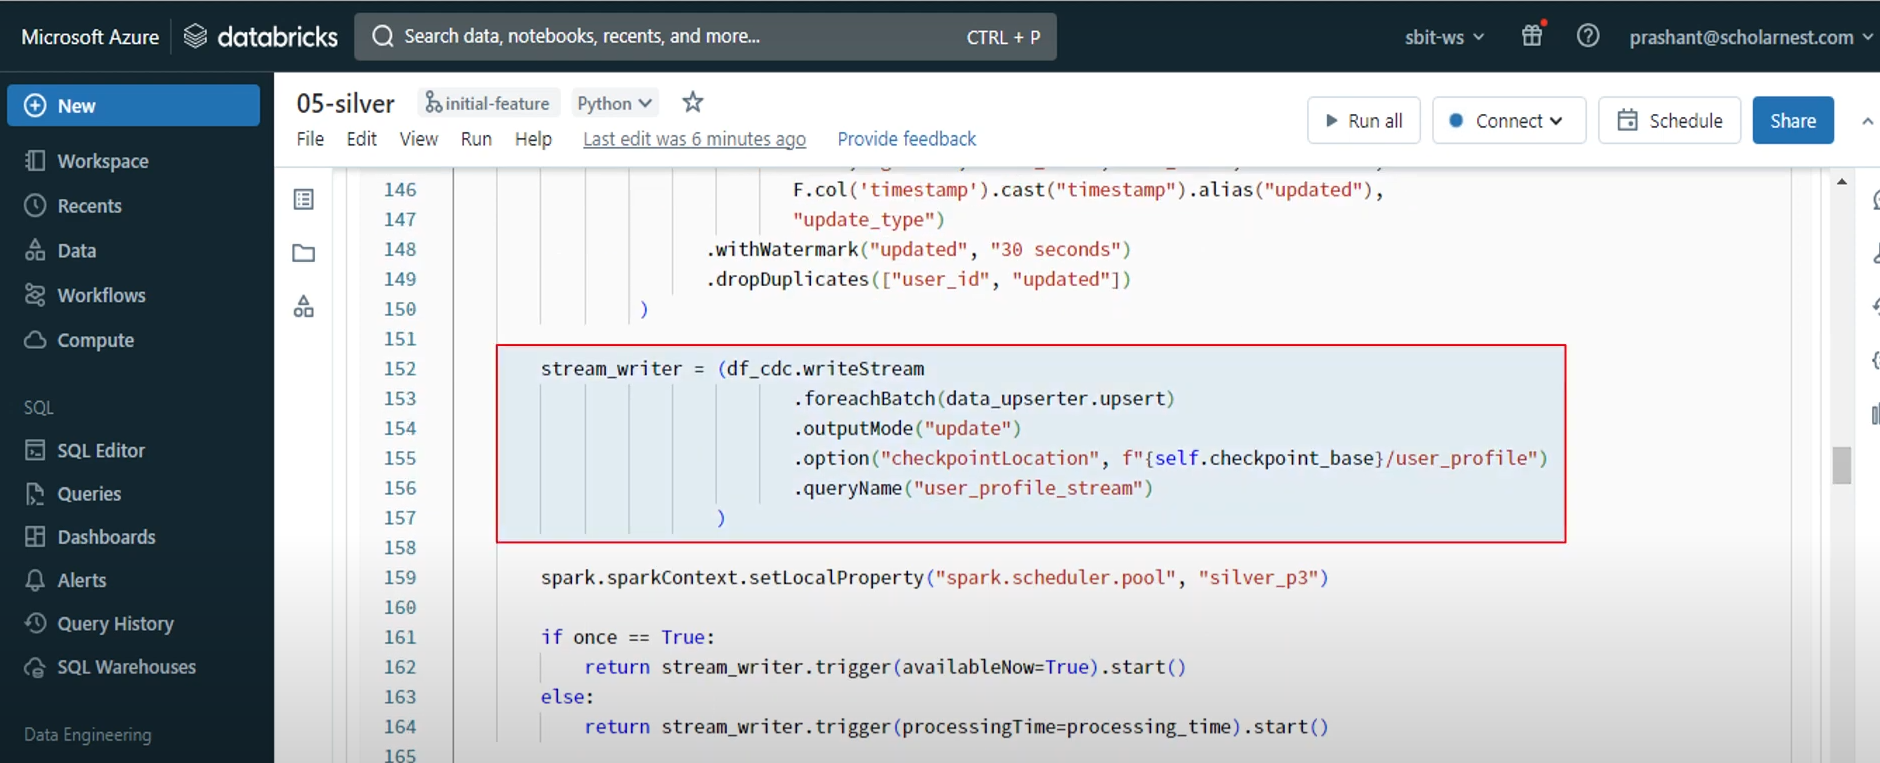 Microsoft Azure databricks Search data, notebooks, recents, and more... CTRL + P sbit-ws prashant@scholarnest.com
New
Workspace
Recents
Data
Workflows
Compute
SQL
SQL Editor
Queries
Dashboards
Alerts
Query History
SQL Warehouses
Data Engineering
05-silver initial-feature Python
File Edit View Run Help Last edit was 6 minutes ago Provide feedback
Run all Connect Schedule Share
146 F.col('timestamp').cast("timestamp").alias("updated"),
147 "update_type")
148 .withWatermark("updated", "30 seconds")
149 .dropDuplicates(["user_id", "updated"])
150 )
151
152 stream_writer = (df_cdc.writeStream
153 .foreachBatch(data_upserter.upsert)
154 .outputMode("update")
155 .option("checkpointLocation", f"{self.checkpoint_base}/user_profile")
156 .queryName("user_profile_stream")
157 )
158
159 spark.sparkContext.setLocalProperty("spark.scheduler.pool", "silver_p3")
160
161 if once == True:
162 return stream_writer.trigger(availableNow=True).start()
163 else:
164 return stream_writer.trigger(processingTime=processing_time).start()
165